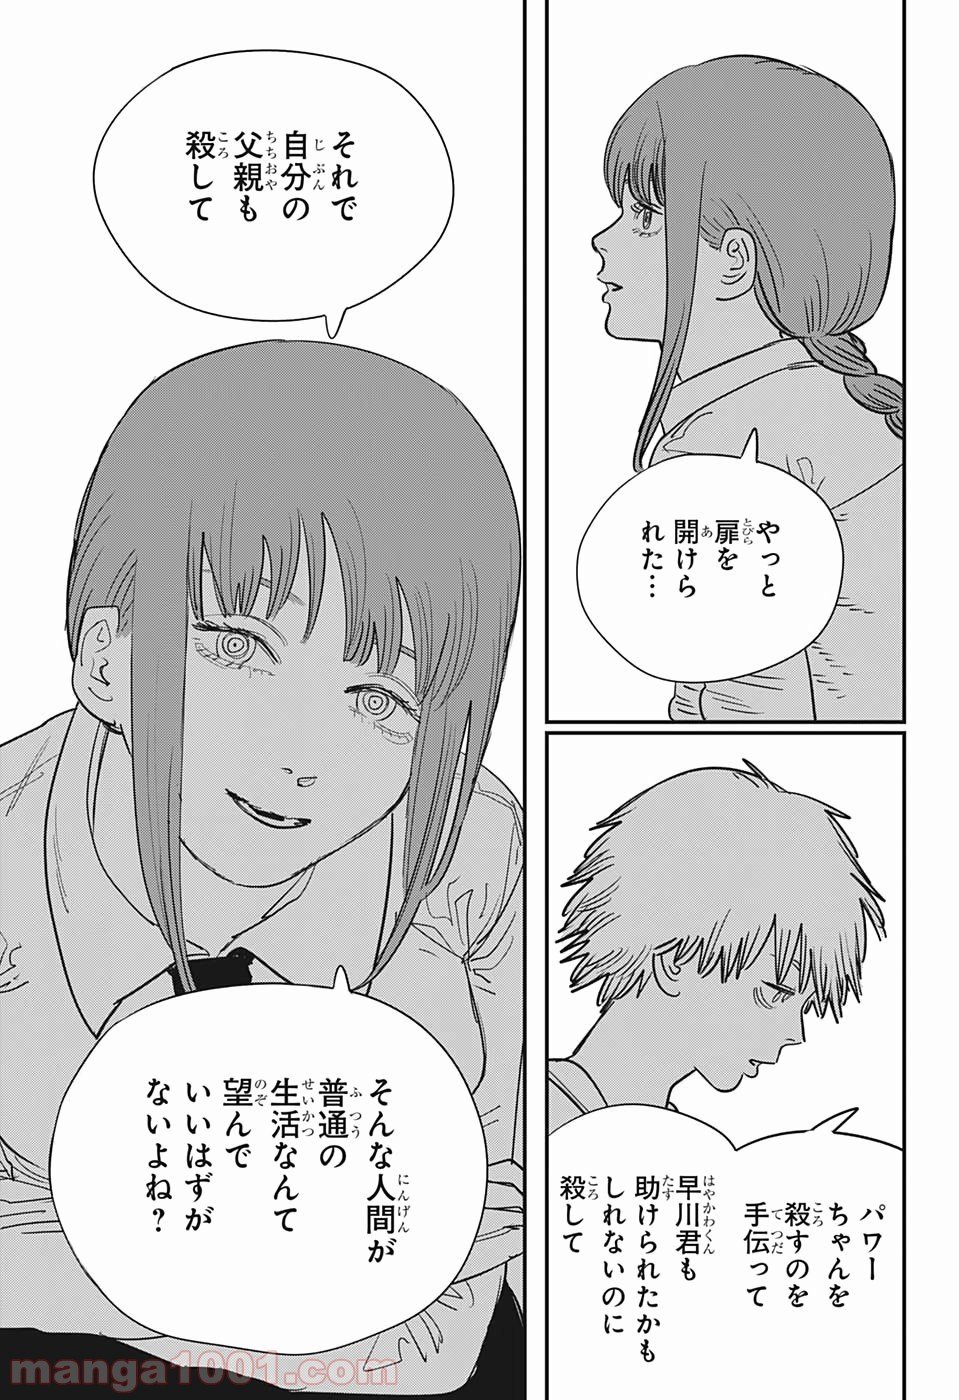 やっと
扉を
開けら
れた…
パワー
ちゃんを
殺すのを
手伝って
早川君も
助けられたかも
しれないのに
殺して
それで
自分の
父親も
殺して
そんな人間が
普通の
生活なんて
望んで
いいはずが
ないよね?
manga1001.com